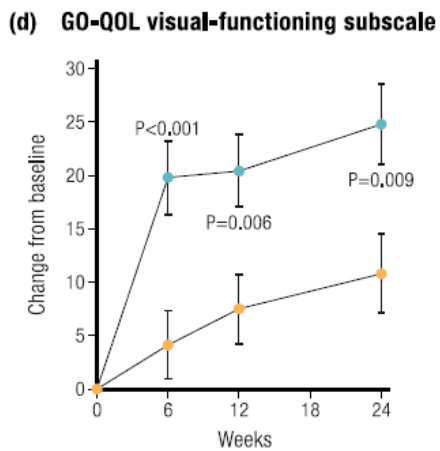 (d) GO-QOL visual-functioning subscale
30
25
20
15
10
5
0
Change from baseline
P<0.001
P=0.006
P=0.009
0 6 12 18 24
Weeks